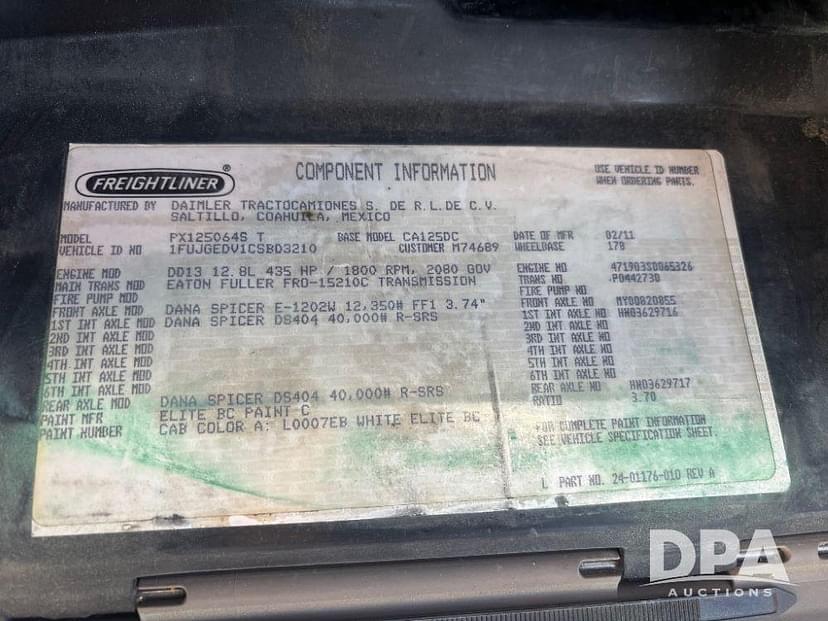 FREIGHTLINER®
COMPONENT INFORMATION
USE VEHICLE ID NUMBER
WHEN ORDERING PARTS.
MANUFACTURED BY DAIMLER TRACTOCAMIONES S. DE R.L.DE C.V.
SALTILLO, COAHUILA, MEXICO
MODEL PX125064S T BASE MODEL CA125DC DATE OF MFR 02/11
VEHICLE ID NO 1FUJGEDV1CSBD3210 CUSTOMER M74689 WHEELBASE 178
ENGINE MOD DD13 12.8L 435 HP / 1800 RPM, 2080 GOV ENGINE NO 471903S0065326
MAIN TRANS MOD EATON FULLER FRO-15210C TRANSMISSION TRANS NO P0442730
FIRE PUMP MOD FIRE PUMP NO
FRONT AXLE MOD DANA SPICER E-1202W 12,350# FF1 3.74" FRONT AXLE NO MY00820855
1ST INT AXLE MOD DANA SPICER DS404 40,000# R-SRS 1ST INT AXLE NO HN03629716
2ND INT AXLE MOD 2ND INT AXLE NO
3RD INT AXLE MOD 3RD INT AXLE NO
4TH INT AXLE MOD 4TH INT AXLE NO
5TH INT AXLE MOD 5TH INT AXLE NO
6TH INT AXLE MOD 6TH INT AXLE NO
REAR AXLE MOD DANA SPICER DS404 40,000# R-SRS REAR AXLE NO HN03629717
PAINT MFR ELITE BC PAINT C RATIO 3.70
PAINT NUMBER CAB COLOR A: L0007EB WHITE ELITE BC
FOR COMPLETE PAINT INFORMATION
SEE VEHICLE SPECIFICATION SHEET.
L PART NO. 24-01176-010 REV A
DPA
AUCTIONS